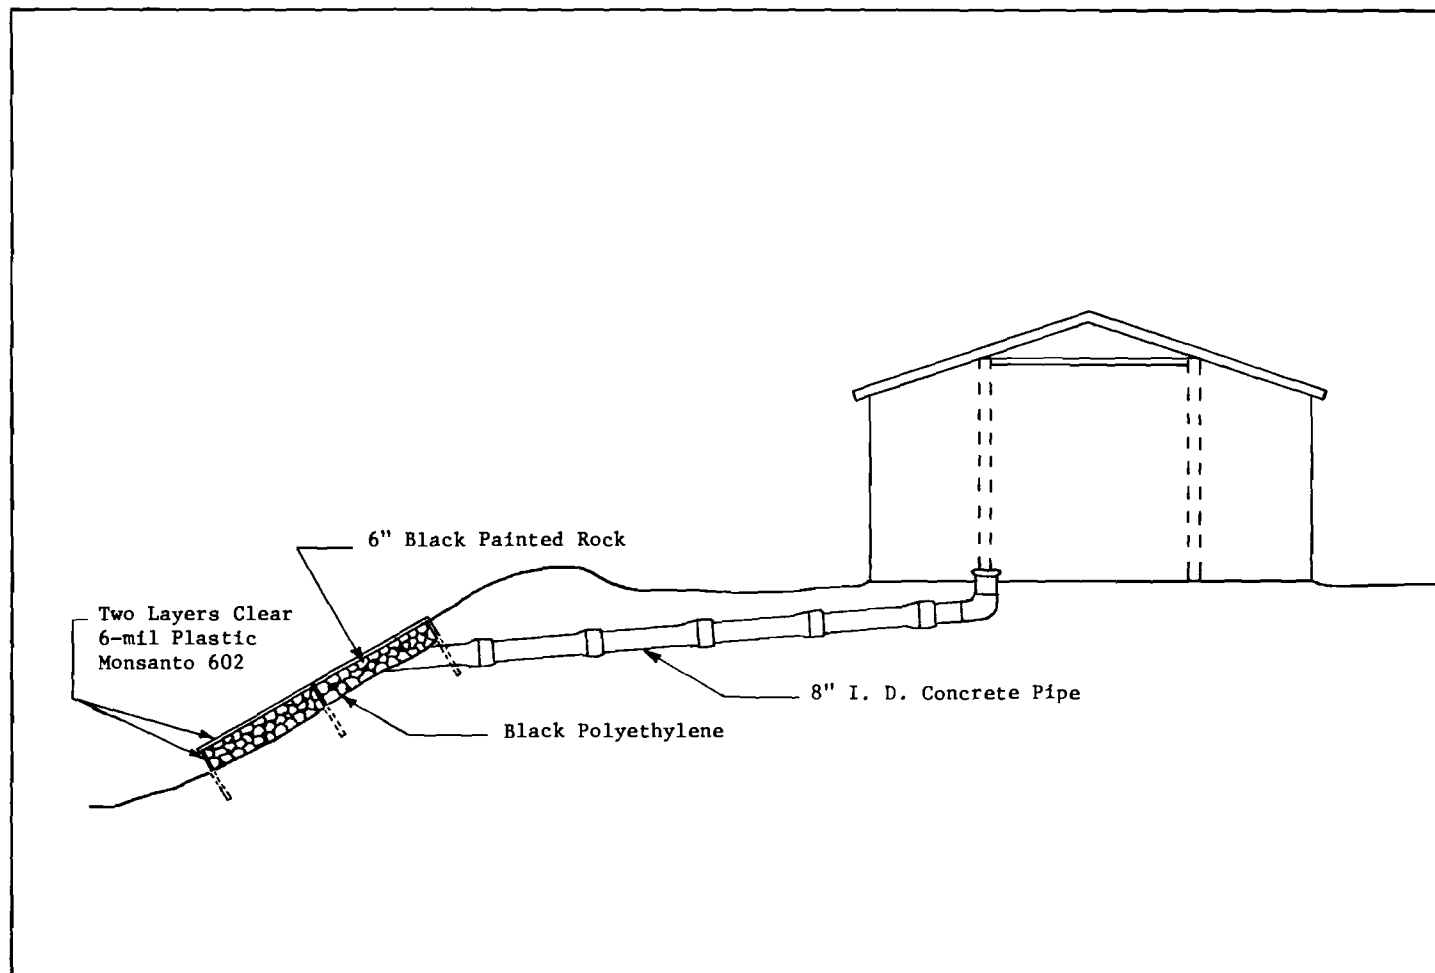 6" Black Painted Rock
Two Layers Clear
6-mil Plastic
Monsanto 602
8" I. D. Concrete Pipe
Black Polyethylene